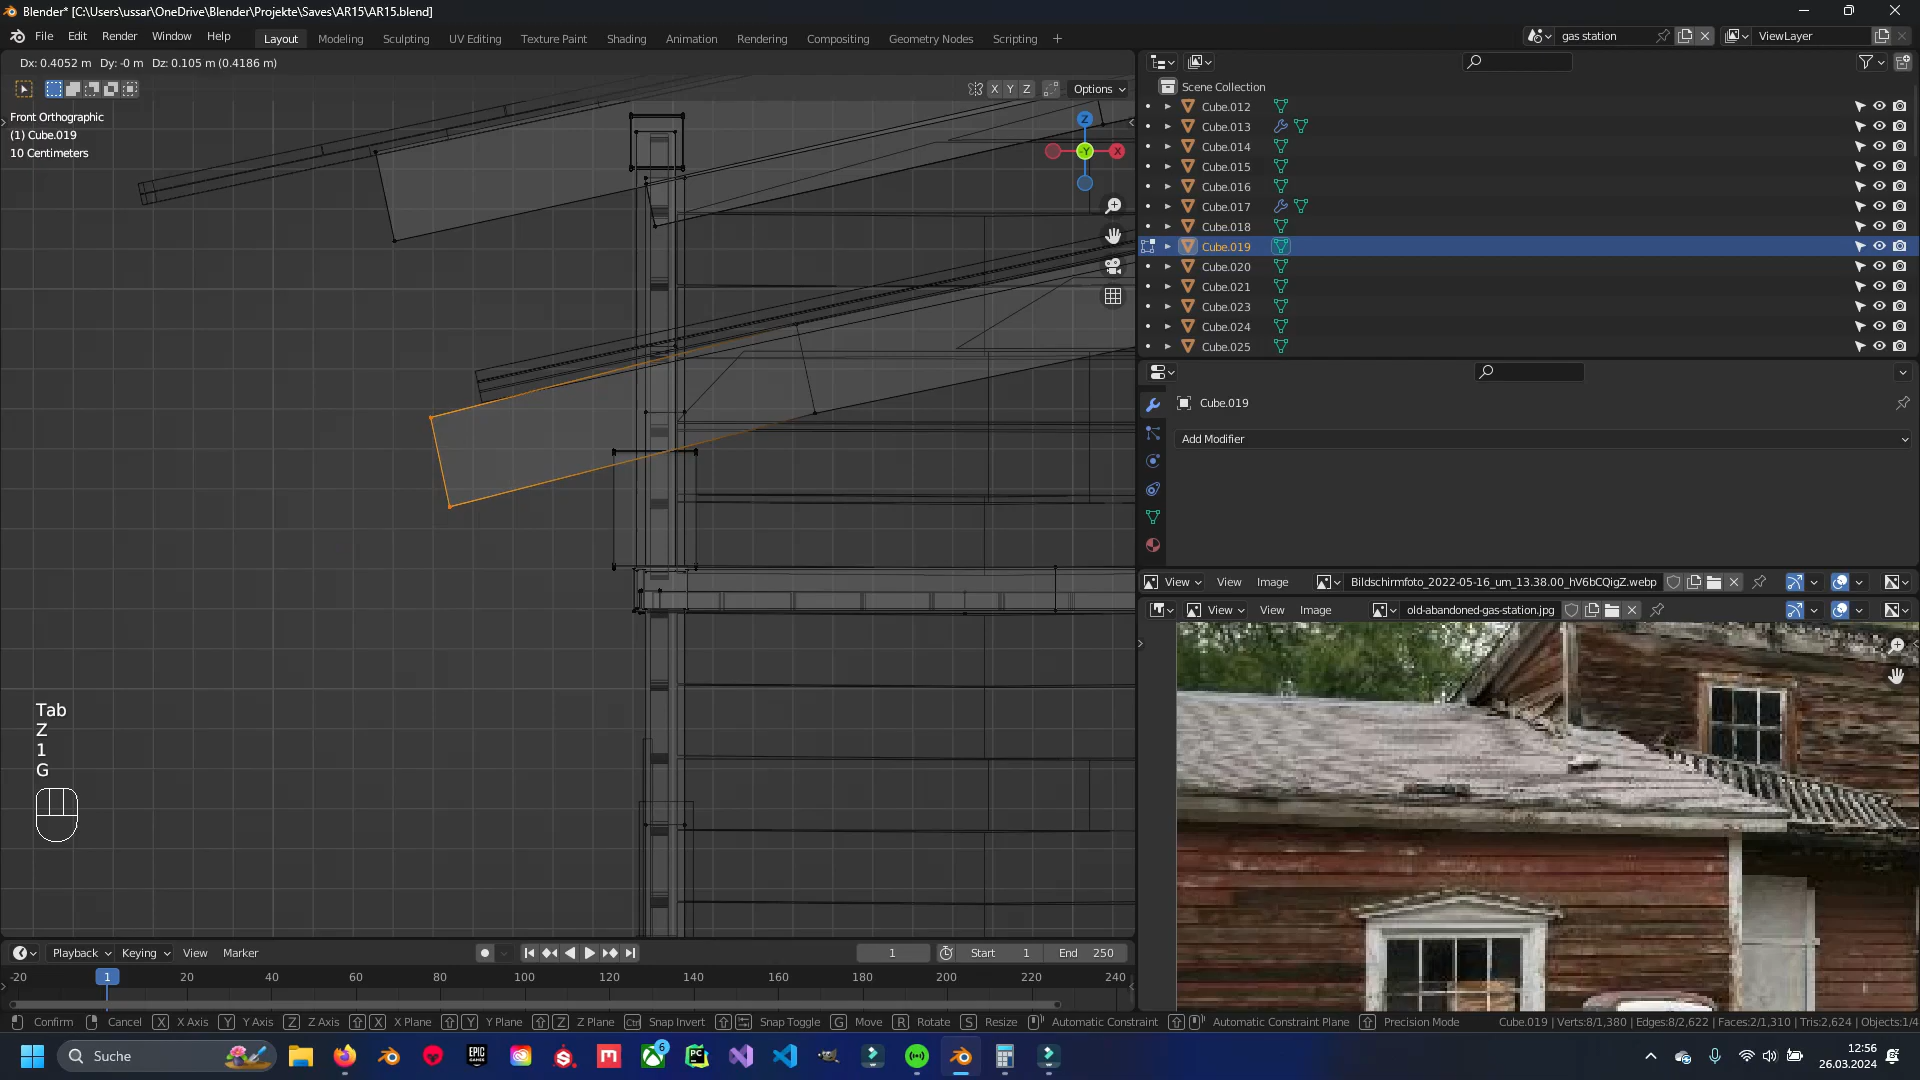 Blender* [C:\Users\ussar\OneDrive\Blender\Projekte\Saves\AR15\AR15.blend]
File Edit Render Window Help Layout Modeling Sculpting UV Editing Texture Paint Shading Animation Rendering Compositing Geometry Nodes Scripting + gas station ViewLayer
Dx: 0.4052 m Dy: -0 m Dz: 0.105 m (0.4186 m)
X Y Z Options
Front Orthographic
(1) Cube.019
10 Centimeters
Z
-Y X
Scene Collection
Cube.012
Cube.013
Cube.014
Cube.015
Cube.016
Cube.017
Cube.018
Cube.019
Cube.020
Cube.021
Cube.023
Cube.024
Cube.025
Cube.019
Add Modifier
View View Image Bildschirmfoto_2022-05-16_um_13.38.00_hV6bCQigZ.webp
View View Image old-abandoned-gas-station.jpg
Tab
Z
1
G
Playback Keying View Marker 1 Start 1 End 250
-20 1 20 40 60 80 100 120 140 160 180 200 220 240
Confirm Cancel X X Axis Y Y Axis Z Z Axis X X Plane Y Y Plane Z Z Plane Ctrl Snap Invert Snap Toggle G Move R Rotate S Resize Automatic Constraint Automatic Constraint Plane Precision Mode Cube.019 | Verts:8/1,380 | Edges:8/2,622 | Faces:2/1,310 | Tris:2,624 | Objects:1/4
Suche EPIC GAMES M 6 PC 12:56
26.03.2024